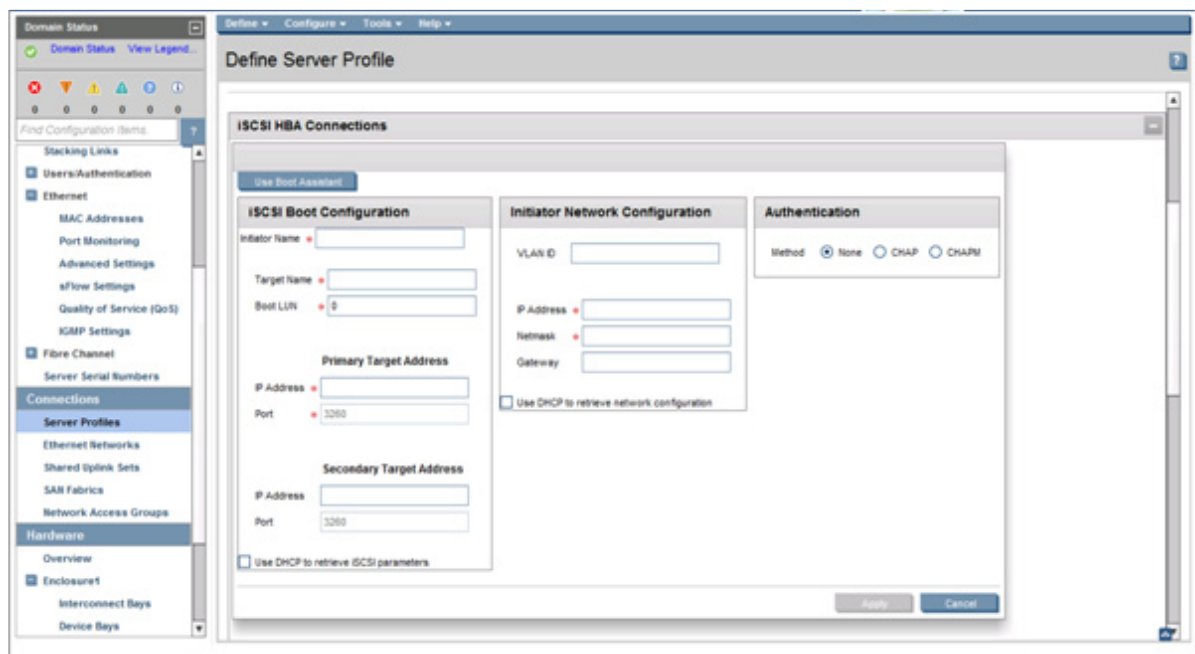 Domain Status
Domain Status View Legend...
0 0 0 0 0 0
Find Configuration Items.
?
Stacking Links
Users/Authentication
Ethernet
MAC Addresses
Port Monitoring
Advanced Settings
sFlow Settings
Quality of Service (QoS)
IGMP Settings
Fibre Channel
Server Serial Numbers
Connections
Server Profiles
Ethernet Networks
Shared Uplink Sets
SAN Fabrics
Network Access Groups
Hardware
Overview
Enclosure1
Interconnect Bays
Device Bays
Define Configure Tools Help
Define Server Profile
?
iSCSI HBA Connections
Use Boot Assistant
iSCSI Boot Configuration
Initiator Name *
Target Name *
Boot LUN * 0
Primary Target Address
IP Address *
Port * 3260
Secondary Target Address
IP Address
Port 3260
Use DHCP to retrieve iSCSI parameters
Initiator Network Configuration
VLAN ID
IP Address *
Netmask *
Gateway
Use DHCP to retrieve network configuration
Authentication
Method None CHAP CHAPM
Apply Cancel